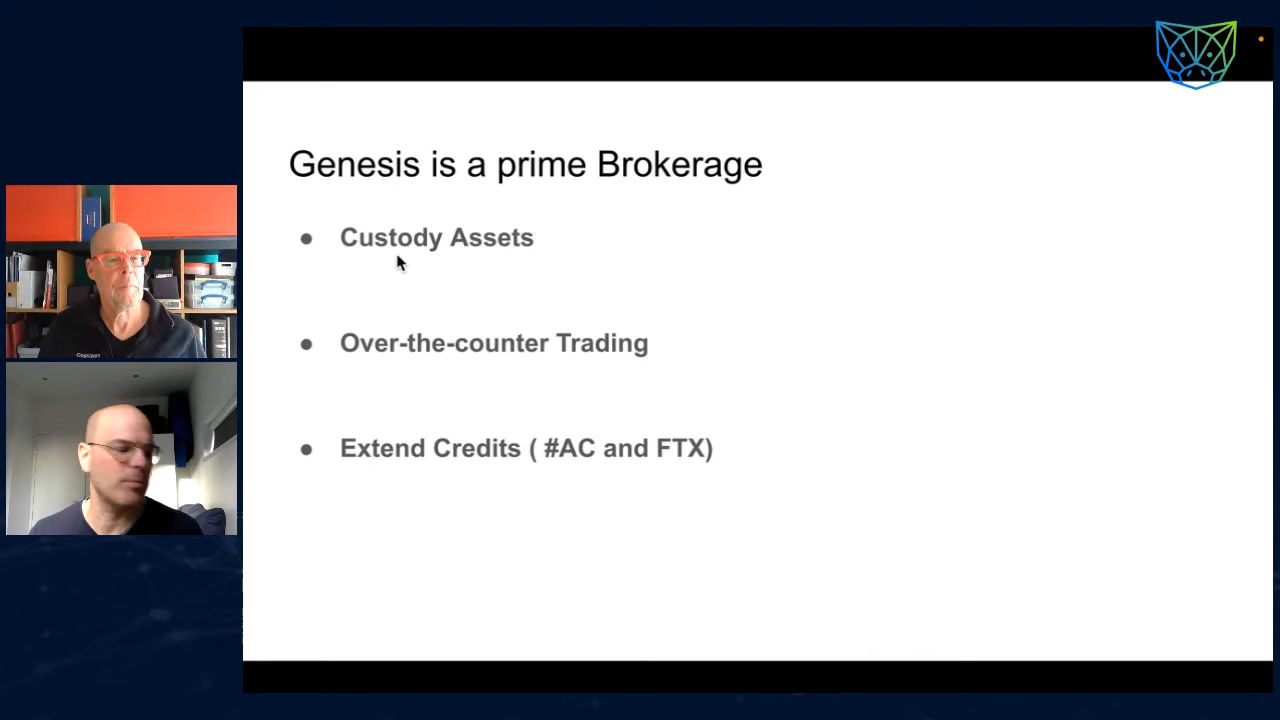 Genesis is a prime Brokerage
● Custody Assets
● Over-the-counter Trading
● Extend Credits ( #AC and FTX)